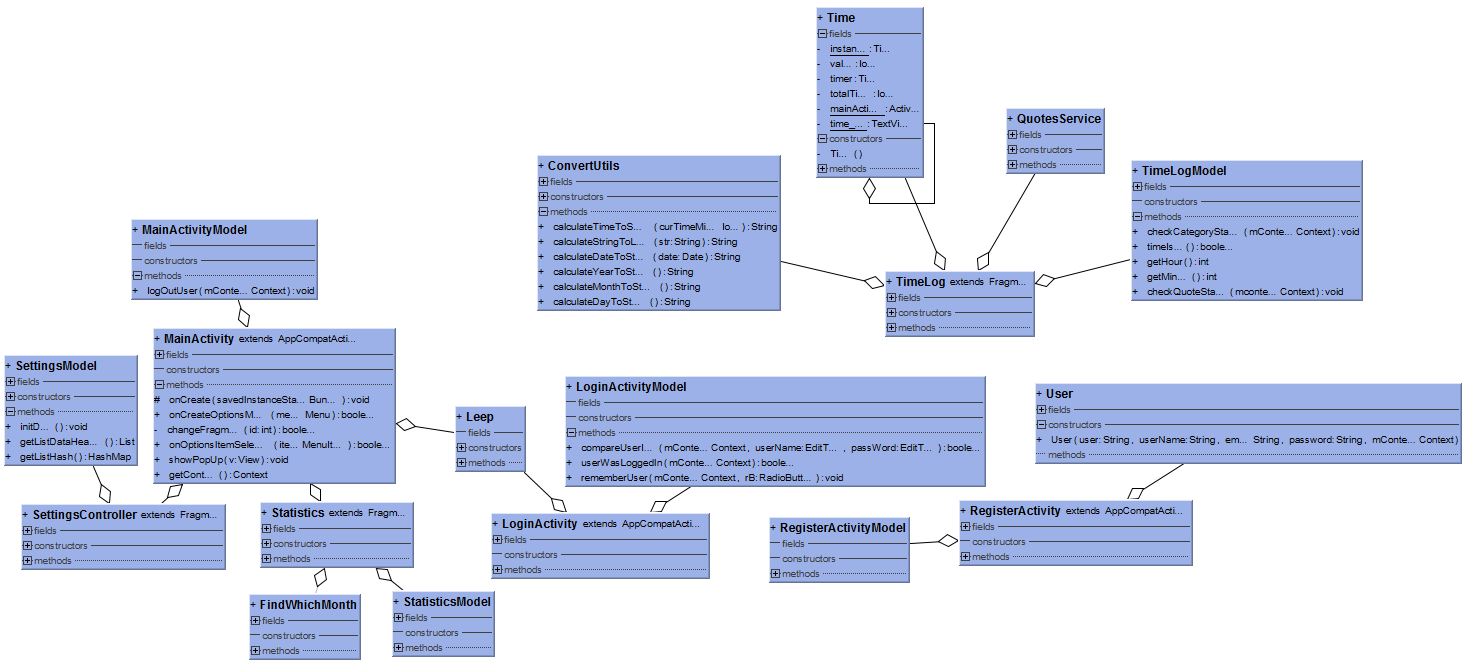 + Time
fields
- instan... : Ti...
- val... : lo...
- timer : Ti...
- totalTi... : lo...
- mainActi... : Activ...
- time_... : TextVi...
constructors
- Ti... ()
methods
+ QuotesService
fields
constructors
methods
+ ConvertUtils
fields
constructors
methods
+ calculateTimeToS... (curTimeMi... lo... ) : String
+ calculateStringToL... (str: String) : String
+ calculateDateToSt... (date: Date) : String
+ calculateYearToSt... () : String
+ calculateMonthToSt... () : String
+ calculateDayToSt... () : String
+ TimeLogModel
fields
constructors
methods
+ checkCategorySta... (mConte... Context) : void
+ timeIs... () : boole...
+ getHour() : int
+ getMin... () : int
+ checkQuoteSta... (mconte... Context) : void
+ TimeLog extends Fragm...
fields
constructors
methods
+ MainActivityModel
fields
constructors
methods
+ logOutUser(mConte... Context) : void
+ MainActivity extends AppCompatActi...
fields
constructors
methods
# onCreate(savedInstanceSta... Bun... ) : void
+ onCreateOptionsM... (me... Menu) : boole...
- changeFragm... (id: int) : boole...
+ onOptionsItemSele... (ite... MenuIt... ) : boole...
+ showPopUp(v: View) : void
+ getCont... () : Context
+ SettingsModel
fields
constructors
methods
+ initD... () : void
+ getListDataHea... () : List
+ getListHash() : HashMap
+ Leep
fields
constructors
methods
+ LoginActivityModel
fields
constructors
methods
+ compareUserI... (mConte... Context, userName: EditT... , passWord: EditT... ) : boole...
+ userWasLoggedIn(mConte... Context) : boole...
+ rememberUser(mConte... Context, rB: RadioButt... ) : void
+ User
fields
constructors
+ User(user: String, userName: String, em... String, password: String, mConte... Context)
methods
+ SettingsController extends Fragm...
fields
constructors
methods
+ Statistics extends Fragm...
fields
constructors
methods
+ LoginActivity extends AppCompatActi...
fields
constructors
methods
+ RegisterActivityModel
fields
constructors
methods
+ RegisterActivity extends AppCompatActi...
fields
constructors
methods
+ FindWhichMonth
fields
constructors
methods
+ StatisticsModel
fields
constructors
methods